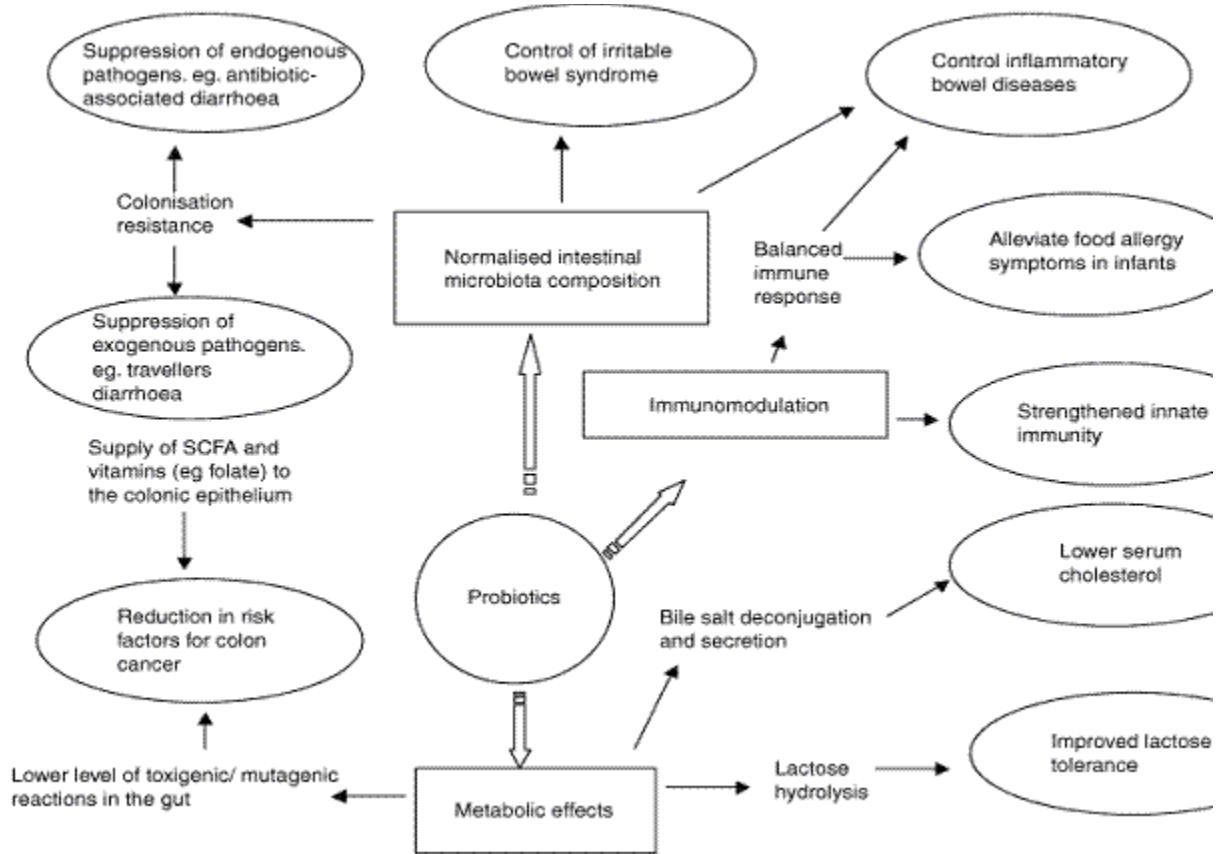 Suppression of endogenous
pathogens. eg. antibiotic-
associated diarrhoea
Control of irritable
bowel syndrome
Control inflammatory
bowel diseases
Colonisation
resistance
Normalised intestinal
microbiota composition
Balanced
immune
response
Alleviate food allergy
symptoms in infants
Suppression of
exogenous pathogens.
eg. travellers
diarrhoea
Immunomodulation
Strengthened innate
immunity
Supply of SCFA and
vitamins (eg folate) to
the colonic epithelium
Probiotics
Lower serum
cholesterol
Reduction in risk
factors for colon
cancer
Bile salt deconjugation
and secretion
Lower level of toxigenic/ mutagenic
reactions in the gut
Metabolic effects
Lactose
hydrolysis
Improved lactose
tolerance